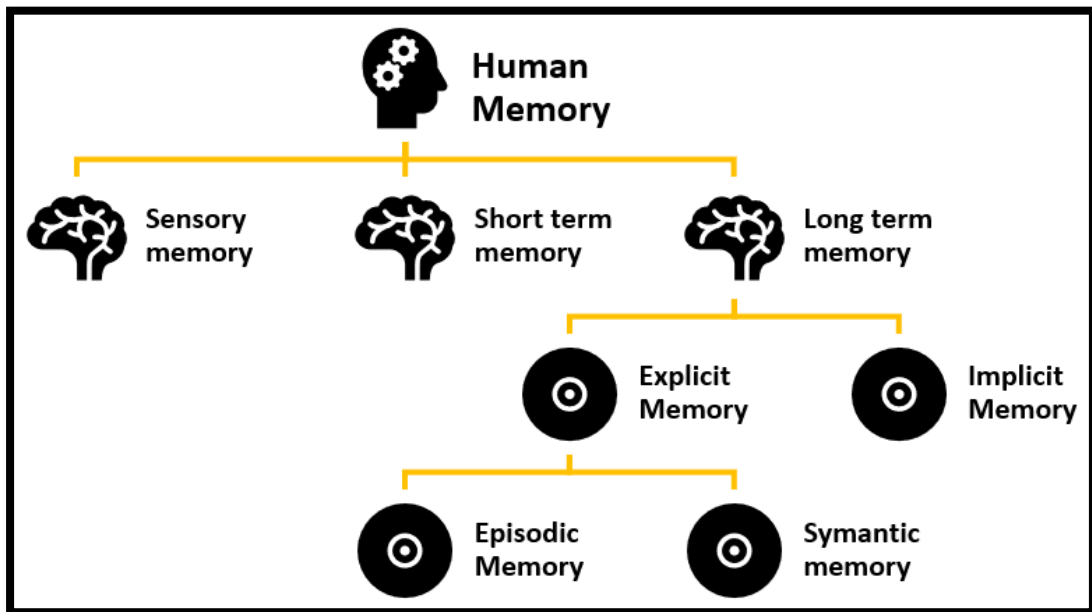 Human
Memory
Sensory
memory
Short term
memory
Long term
memory
Explicit
Memory
Implicit
Memory
Episodic
Memory
Symantic
memory